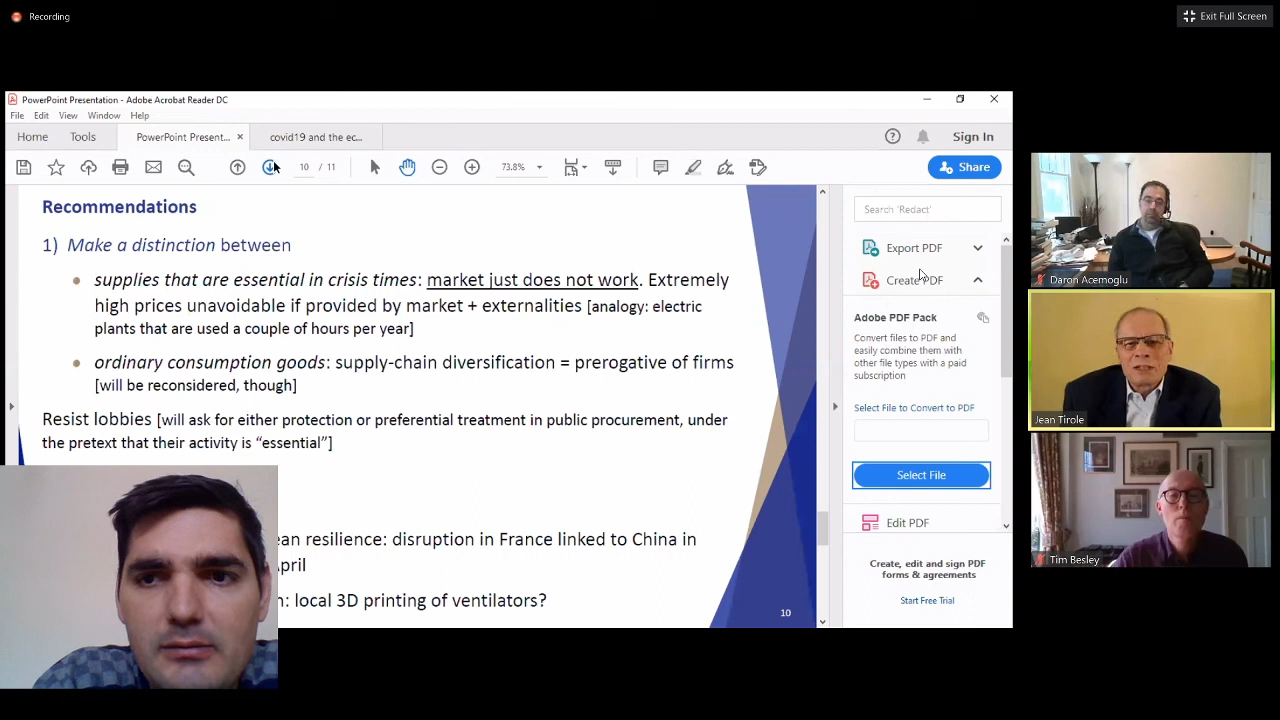 Recording
Exit Full Screen
PowerPoint Presentation - Adobe Acrobat Reader DC
File Edit View Window Help
Home Tools PowerPoint Present... × covid19 and the ec... Sign In
10 / 11 73.8% Share
Recommendations
1) Make a distinction between
• supplies that are essential in crisis times: market just does not work. Extremely
high prices unavoidable if provided by market + externalities [analogy: electric
plants that are used a couple of hours per year]
• ordinary consumption goods: supply-chain diversification = prerogative of firms
[will be reconsidered, though]
Resist lobbies [will ask for either protection or preferential treatment in public procurement, under
the pretext that their activity is “essential”]
ean resilience: disruption in France linked to China in
April
: local 3D printing of ventilators?
10
Search 'Redact'
Export PDF
Create PDF
Adobe PDF Pack
Convert files to PDF and
easily combine them with
other file types with a paid
subscription
Select File to Convert to PDF
Select File
Edit PDF
Create, edit and sign PDF
forms & agreements
Start Free Trial
Daron Acemoglu
Jean Tirole
Tim Besley